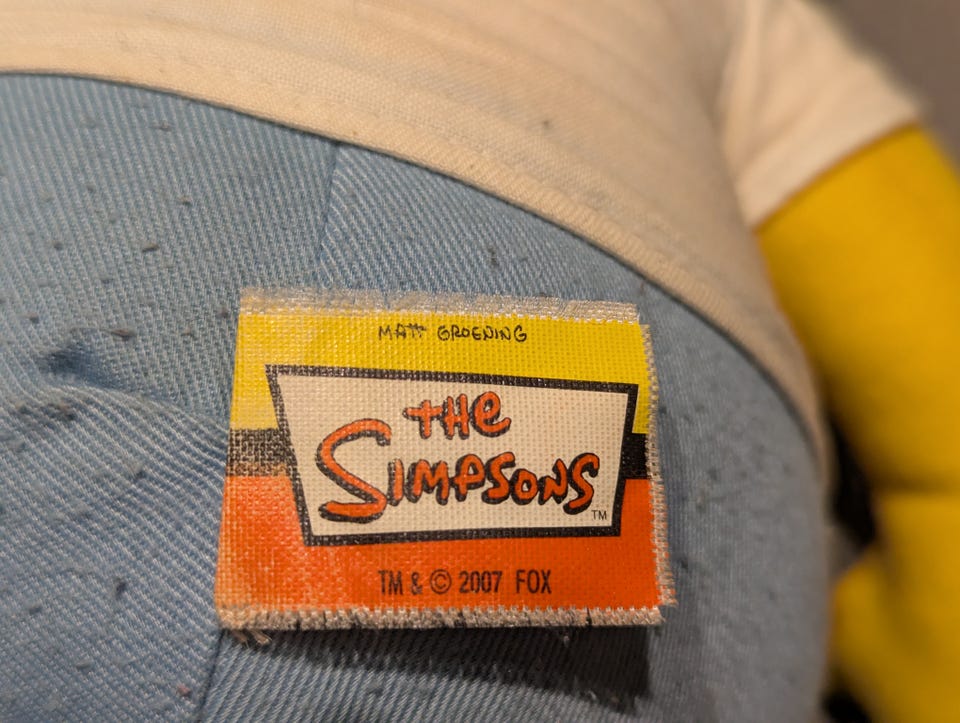 MATT GROENING
THE
SIMPSONS
TM
TM & © 2007 FOX